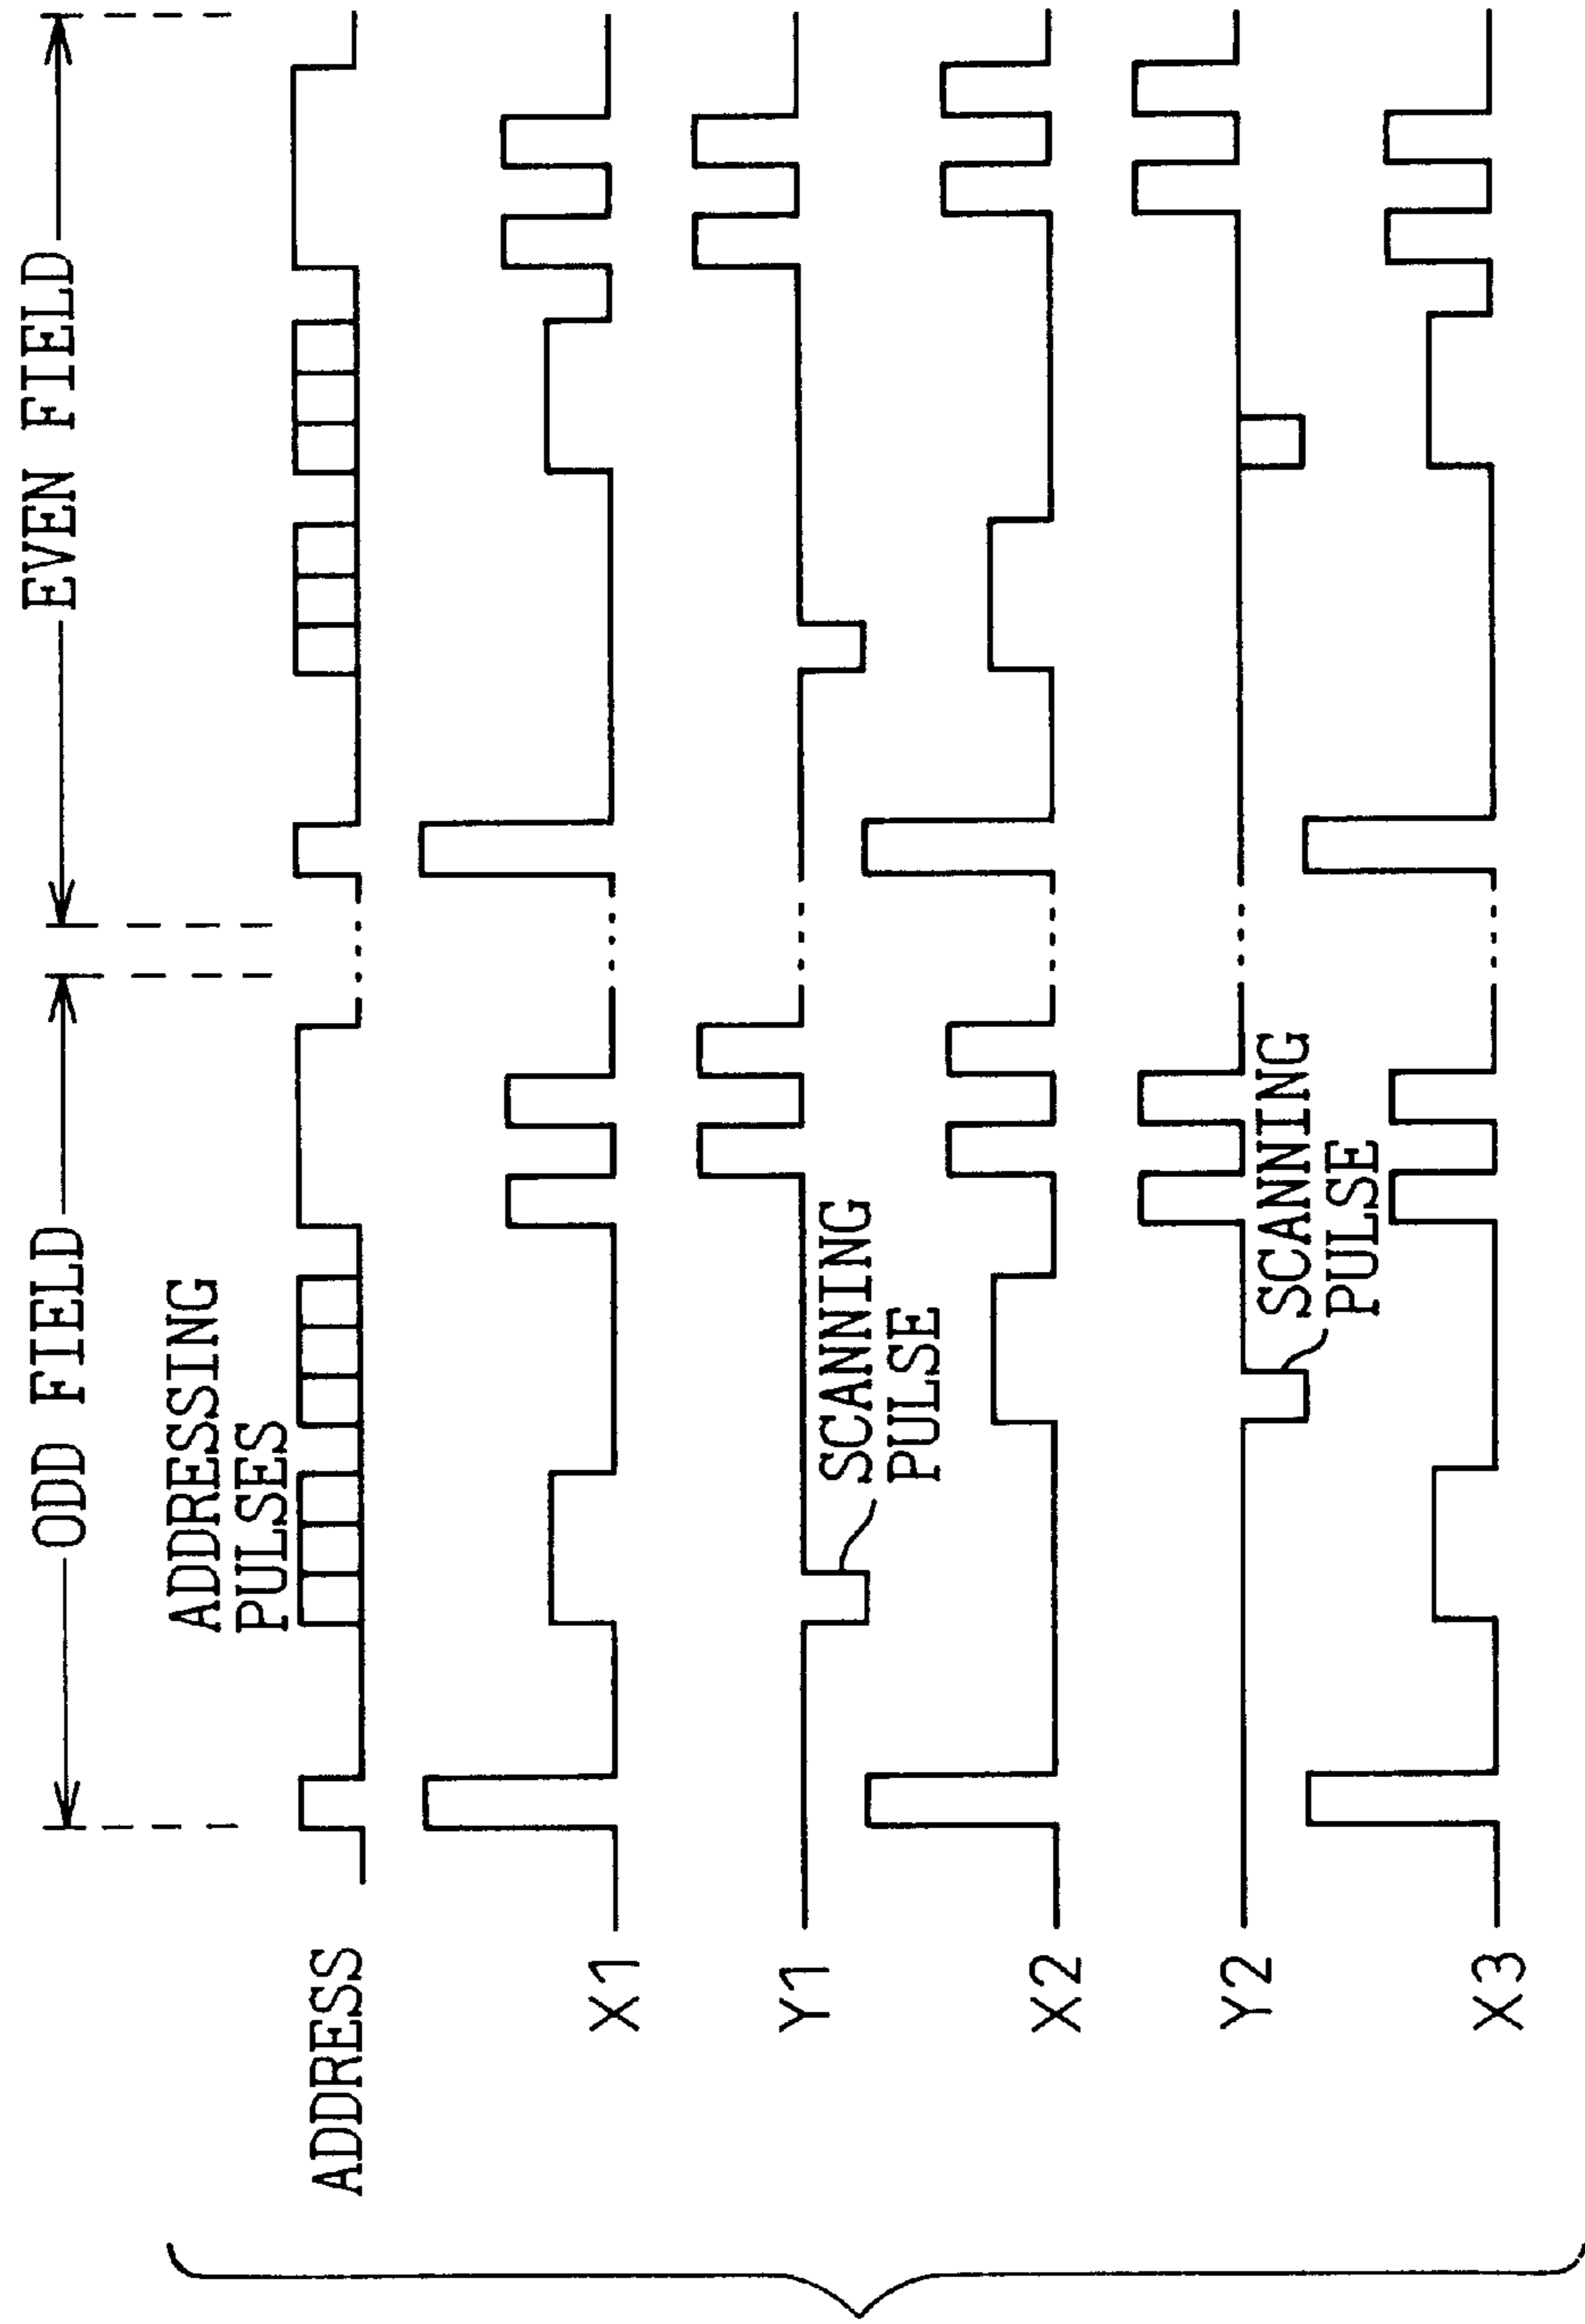 ODD FIELD
EVEN FIELD
ADDRESSING
PULSES
ADDRESS
X1
Y1
SCANNING
PULSE
X2
Y2
SCANNING
PULSE
X3